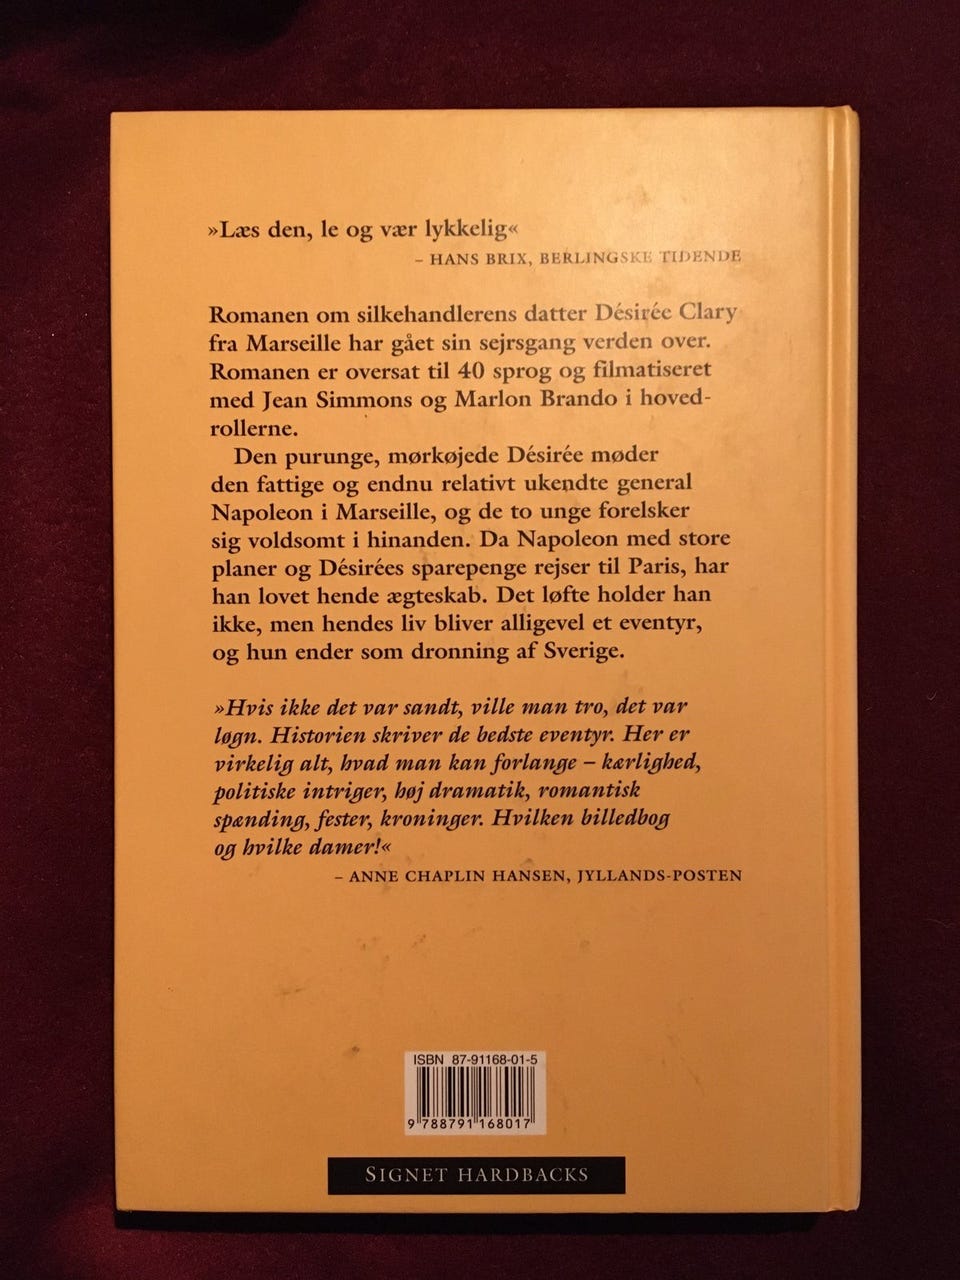 »Læs den, le og vær lykkelig«
– HANS BRIX, BERLINGSKE TIDENDE
Romanen om silkehandlerens datter Désirée Clary
fra Marseille har gået sin sejrsgang verden over.
Romanen er oversat til 40 sprog og filmatiseret
med Jean Simmons og Marlon Brando i hoved-
rollerne.
Den purunge, mørkøjede Désirée møder
den fattige og endnu relativt ukendte general
Napoleon i Marseille, og de to unge forelsker
sig voldsomt i hinanden. Da Napoleon med store
planer og Désirées sparepenge rejser til Paris, har
han lovet hende ægteskab. Det løfte holder han
ikke, men hendes liv bliver alligevel et eventyr,
og hun ender som dronning af Sverige.
»Hvis ikke det var sandt, ville man tro, det var
løgn. Historien skriver de bedste eventyr. Her er
virkelig alt, hvad man kan forlange – kærlighed,
politiske intriger, høj dramatik, romantisk
spænding, fester, kroninger. Hvilken billedbog
og hvilke damer!«
– ANNE CHAPLIN HANSEN, JYLLANDS-POSTEN
ISBN 87-91168-01-5
9 788791 168017
SIGNET HARDBACKS